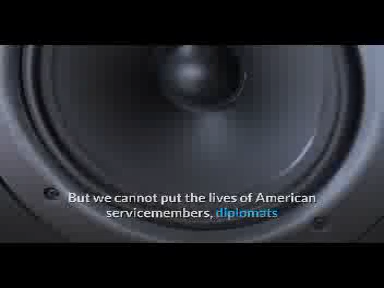 But we cannot put the lives of American
servicemembers, diplomats